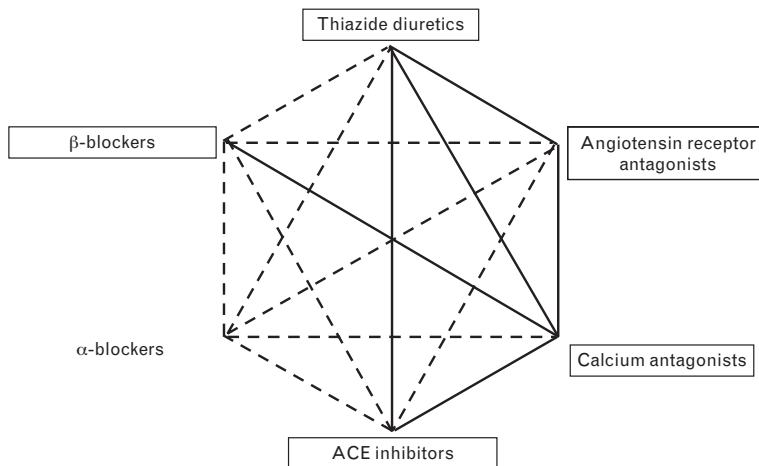 Thiazide diuretics
β-blockers
Angiotensin receptor
antagonists
α-blockers
Calcium antagonists
ACE inhibitors